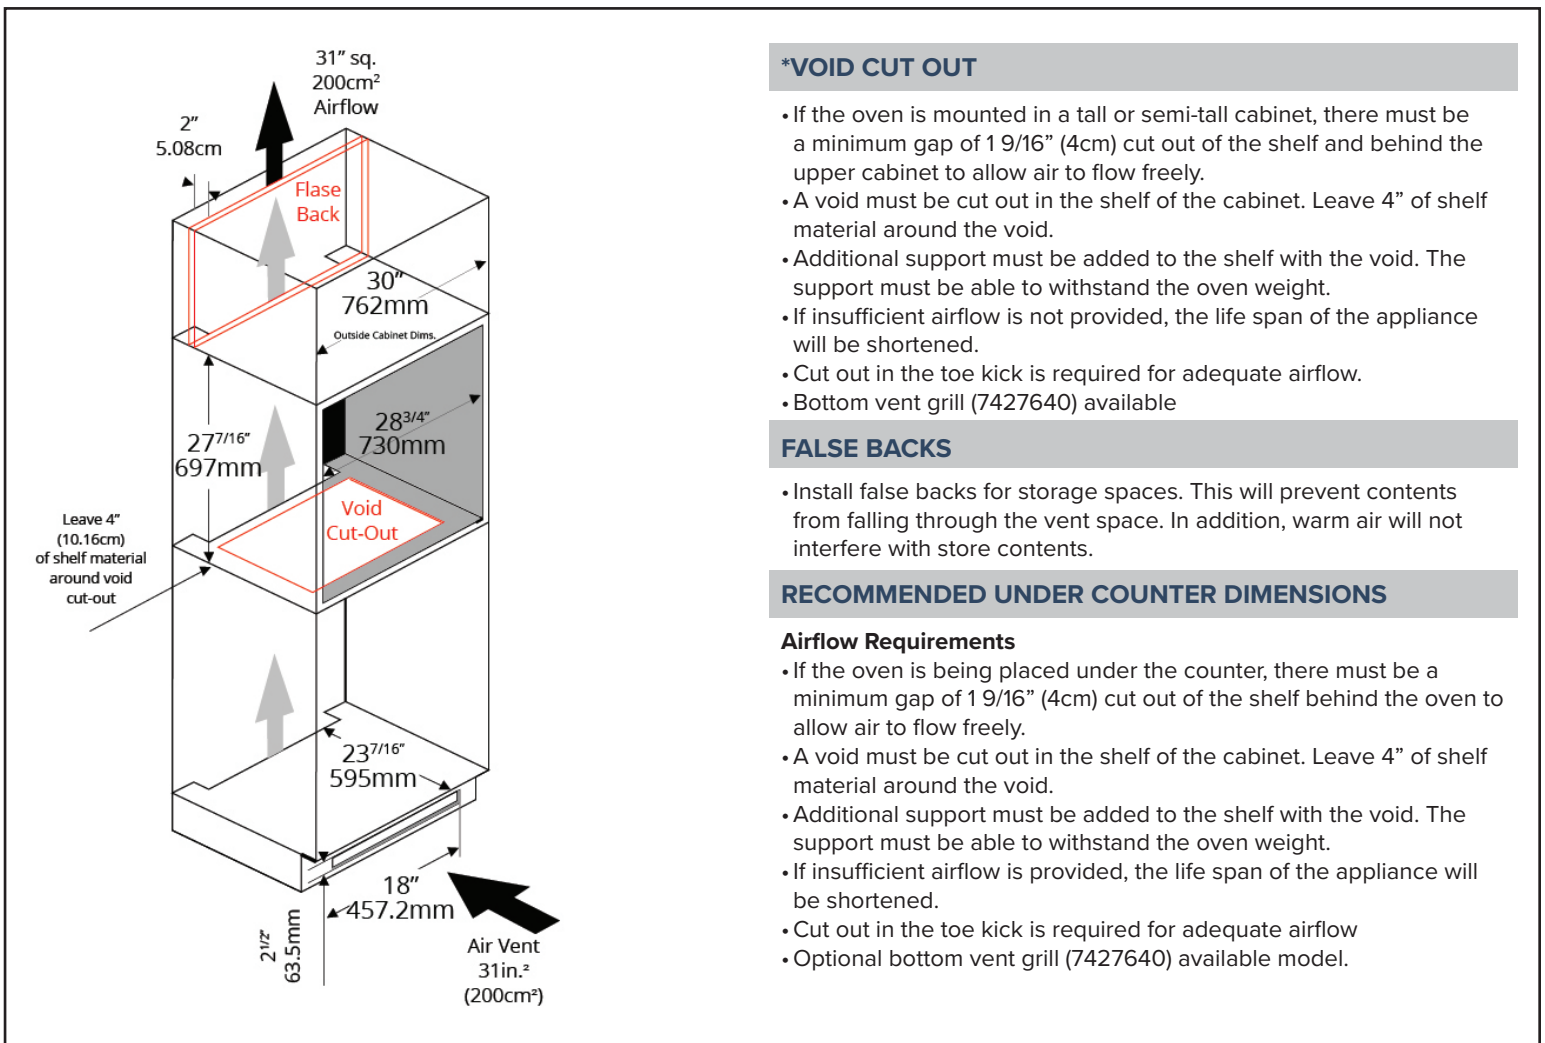 31” sq.
200cm²
Airflow
2”
5.08cm
Flase
Back
30”
762mm
Outside Cabinet Dims.
28 3/4”
730mm
27 7/16”
697mm
Void
Cut-Out
Leave 4”
(10.16cm)
of shelf material
around void
cut-out
23 7/16”
595mm
18”
457.2mm
2 1/2”
63.5mm
Air Vent
31in.²
(200cm²)
*VOID CUT OUT
• If the oven is mounted in a tall or semi-tall cabinet, there must be
a minimum gap of 1 9/16” (4cm) cut out of the shelf and behind the
upper cabinet to allow air to flow freely.
• A void must be cut out in the shelf of the cabinet. Leave 4” of shelf
material around the void.
• Additional support must be added to the shelf with the void. The
support must be able to withstand the oven weight.
• If insufficient airflow is not provided, the life span of the appliance
will be shortened.
• Cut out in the toe kick is required for adequate airflow.
• Bottom vent grill (7427640) available
FALSE BACKS
• Install false backs for storage spaces. This will prevent contents
from falling through the vent space. In addition, warm air will not
interfere with store contents.
RECOMMENDED UNDER COUNTER DIMENSIONS
Airflow Requirements
• If the oven is being placed under the counter, there must be a
minimum gap of 1 9/16” (4cm) cut out of the shelf behind the oven to
allow air to flow freely.
• A void must be cut out in the shelf of the cabinet. Leave 4” of shelf
material around the void.
• Additional support must be added to the shelf with the void. The
support must be able to withstand the oven weight.
• If insufficient airflow is provided, the life span of the appliance will
be shortened.
• Cut out in the toe kick is required for adequate airflow
• Optional bottom vent grill (7427640) available model.